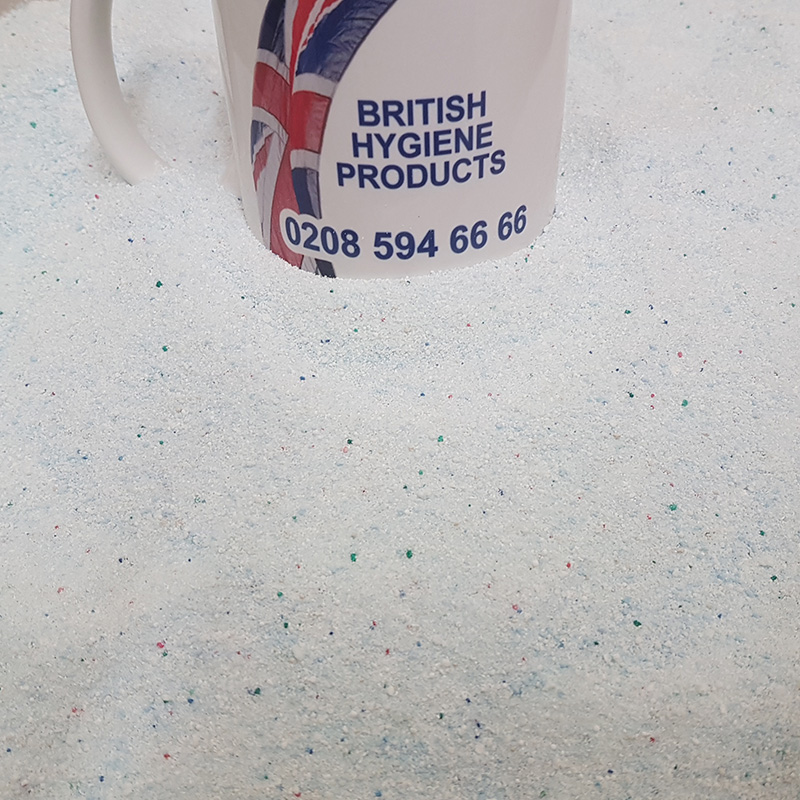 BRITISH
HYGIENE
PRODUCTS
0208 594 66 66